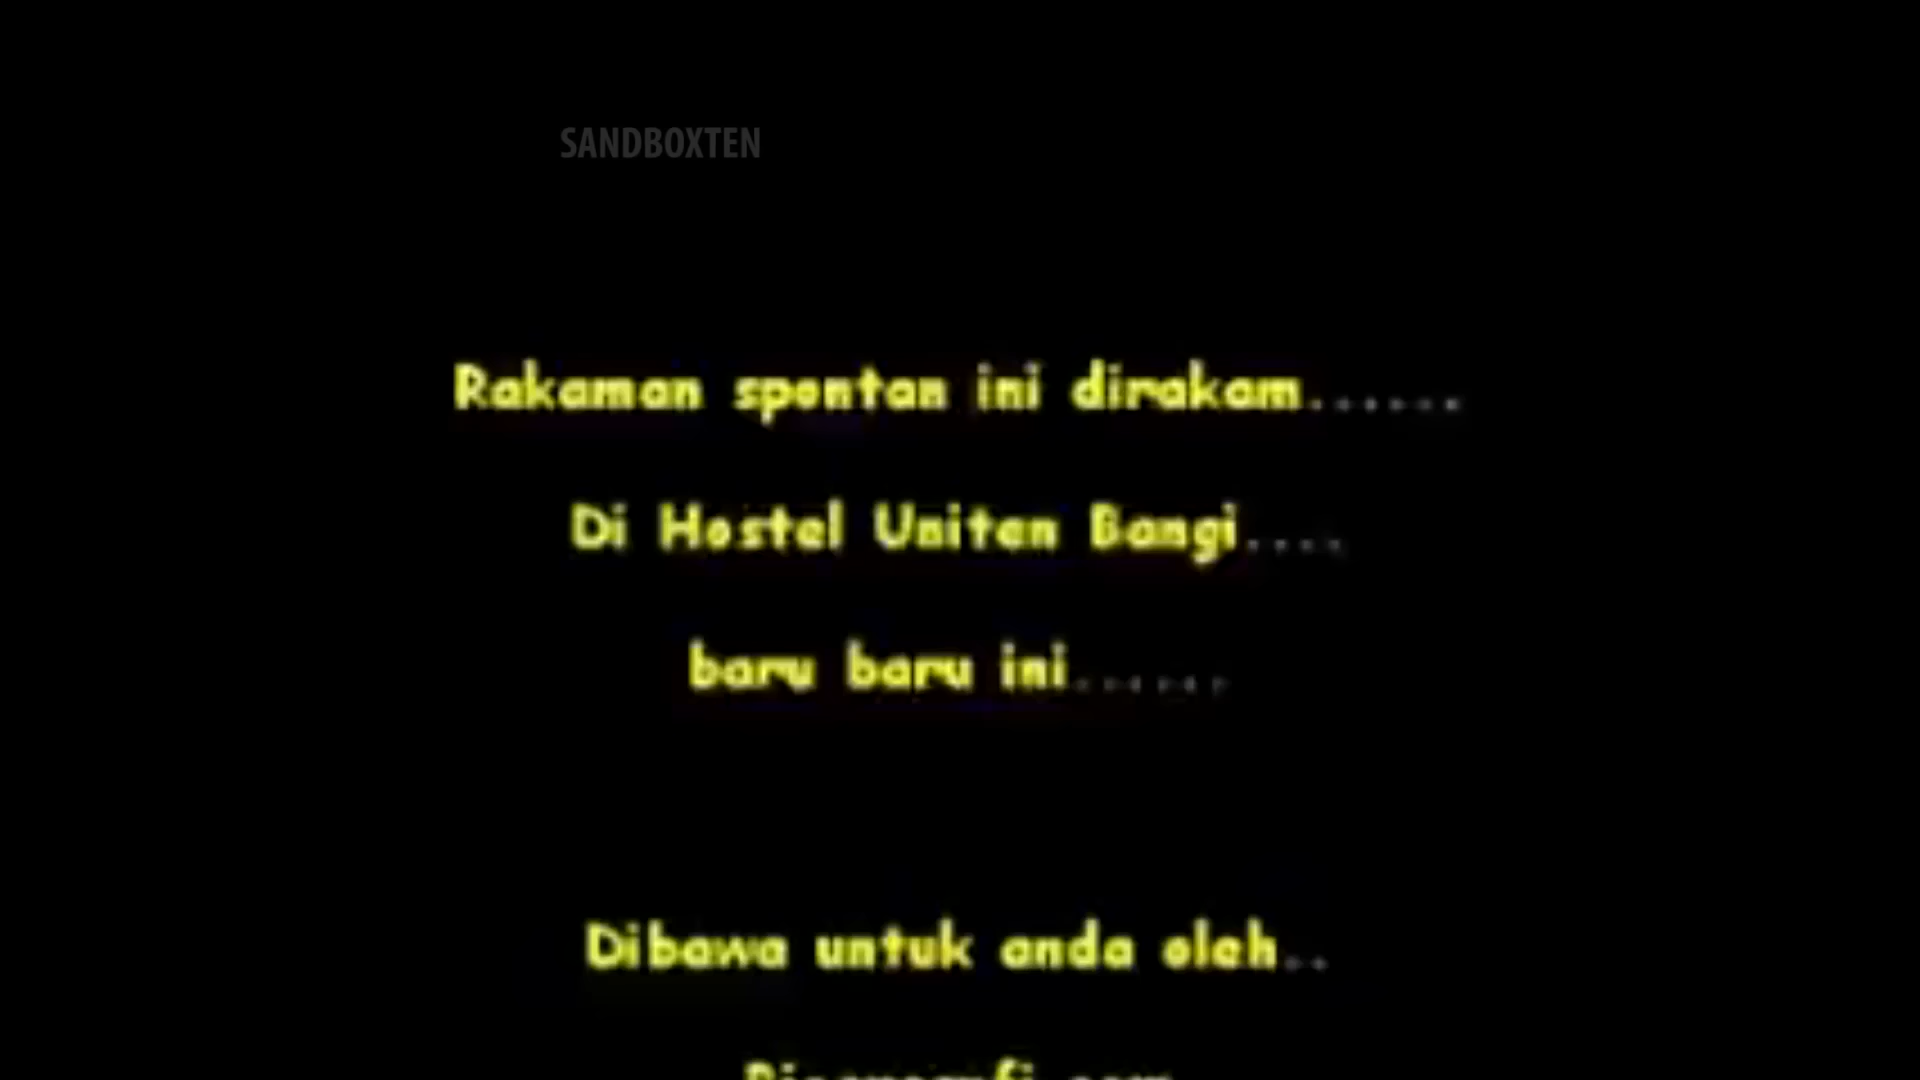 SANDBOXTEN
Rakaman spontan ini dirakam......
Di Hostel Uniten Bangi....
baru baru ini......
Dibawa untuk anda oleh..